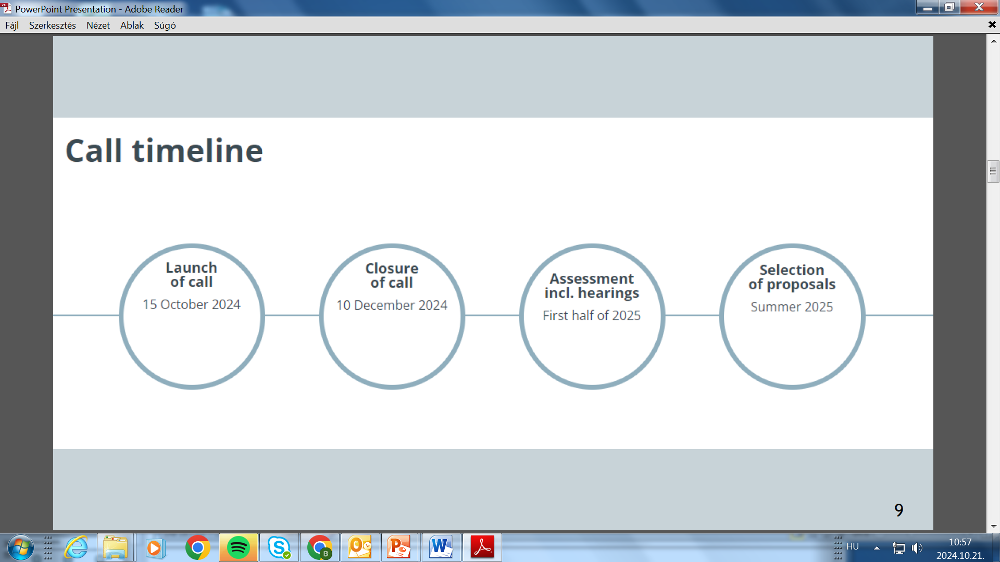 PowerPoint Presentation - Adobe Reader
Fájl Szerkesztés Nézet Ablak Súgó
Call timeline
Launch
of call
15 October 2024
Closure
of call
10 December 2024
Assessment
incl. hearings
First half of 2025
Selection
of proposals
Summer 2025
9
HU
10:57
2024.10.21.